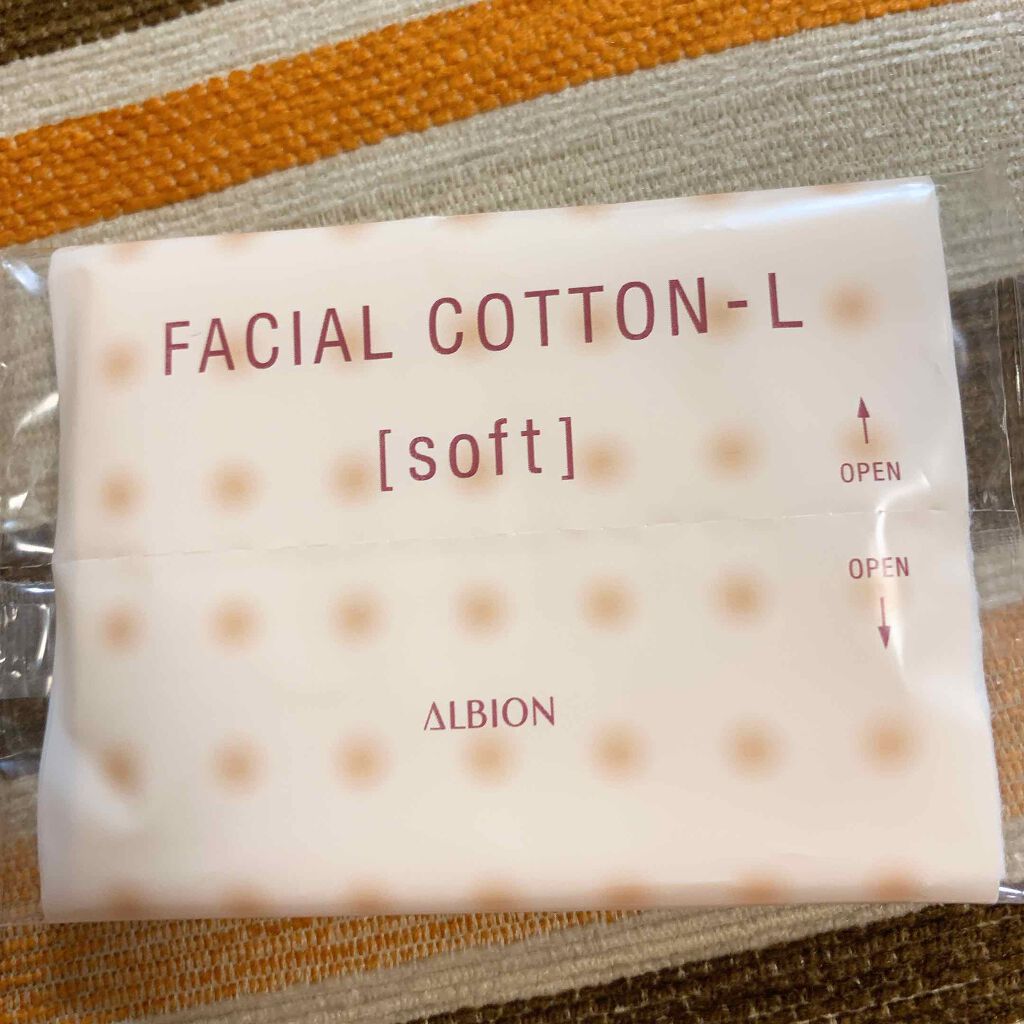 FACIAL COTTON-L
[soft]
OPEN
OPEN
ALBION